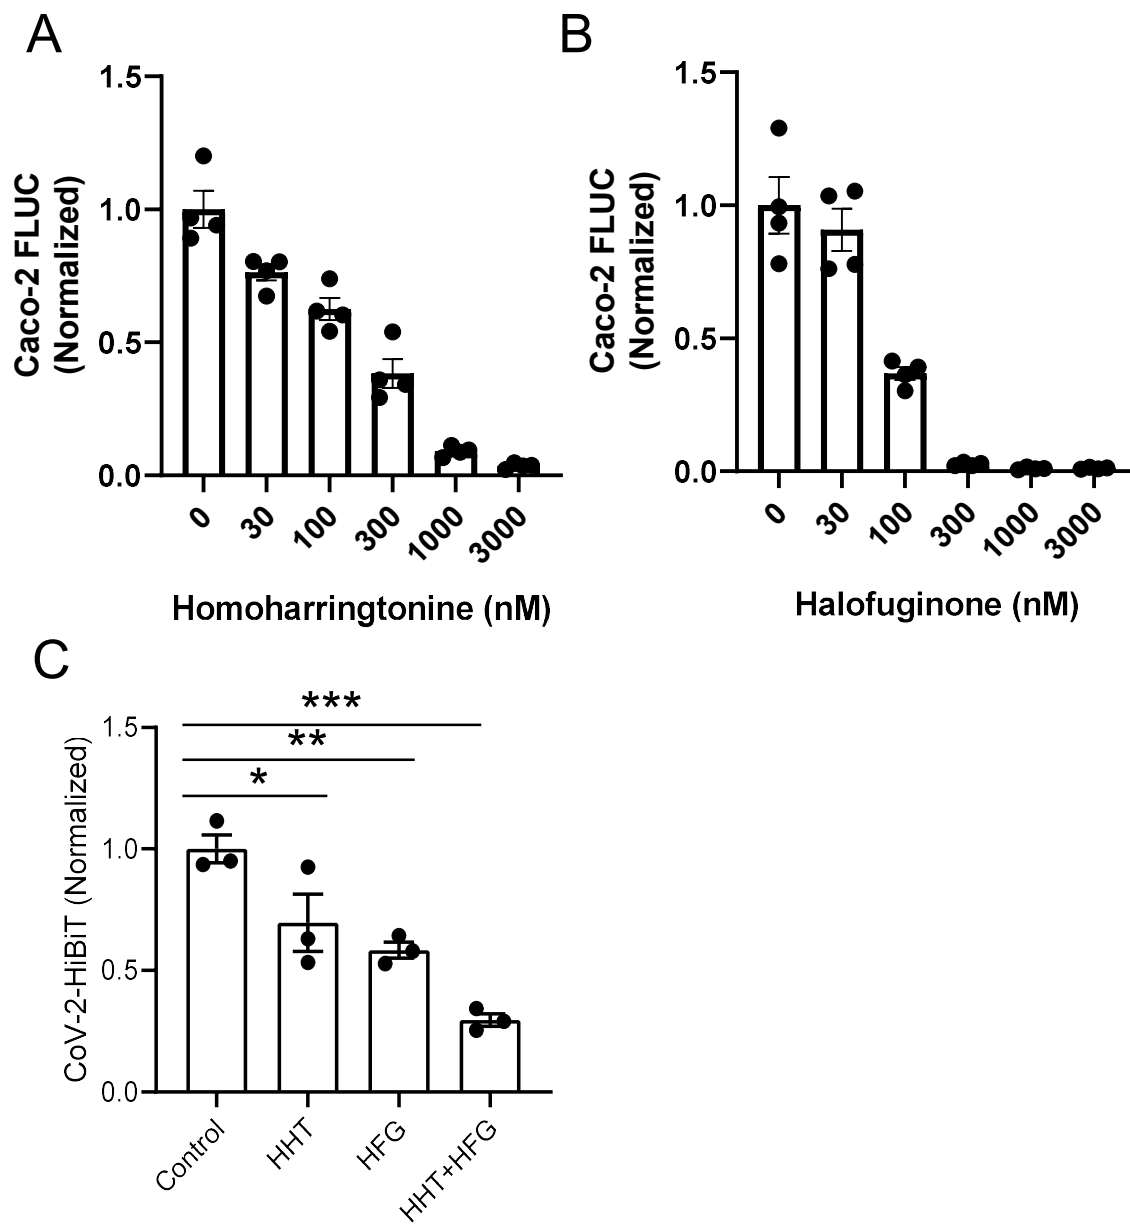 A
Caco-2 FLUC
(Normalized)
1.5
1.0
0.5
0.0
0
30
100
300
1000
3000
Homoharringtonine (nM)
B
Caco-2 FLUC
(Normalized)
1.5
1.0
0.5
0.0
0
30
100
300
1000
3000
Halofuginone (nM)
C
CoV-2-HiBiT (Normalized)
***
**
*
1.5
1.0
0.5
0.0
Control
HHT
HFG
HHT+HFG